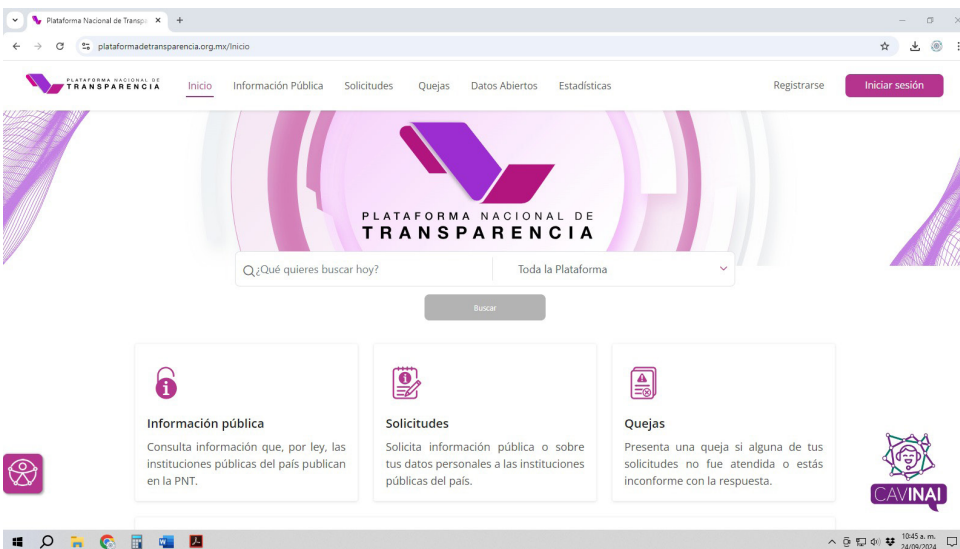 Plataforma Nacional de Transpa
plataformadetransparencia.org.mx/Inicio
PLATAFORMA NACIONAL DE
TRANSPARENCIA
Inicio Información Pública Solicitudes Quejas Datos Abiertos Estadísticas Registrarse Iniciar sesión
PLATAFORMA NACIONAL DE
TRANSPARENCIA
¿Qué quieres buscar hoy? Toda la Plataforma
Buscar
Información pública
Consulta información que, por ley, las
instituciones públicas del país publican
en la PNT.
Solicitudes
Solicita información pública o sobre
tus datos personales a las instituciones
públicas del país.
Quejas
Presenta una queja si alguna de tus
solicitudes no fue atendida o estás
inconforme con la respuesta.
CAVINAI
10:45 a. m.
24/09/2024